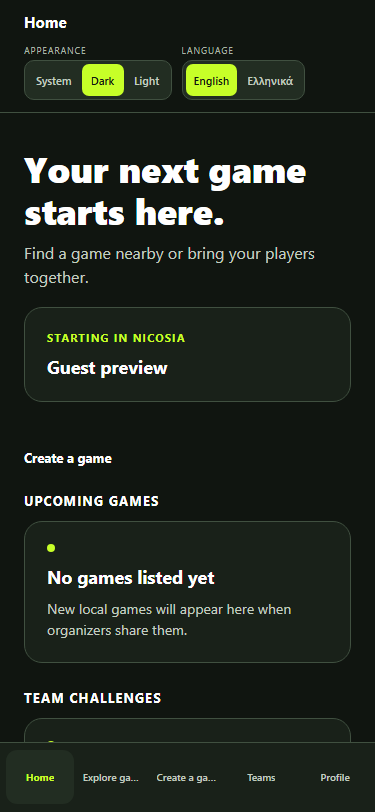 Home
APPEARANCE
LANGUAGE
System Dark Light
English Ελληνικά
Your next game
starts here.
Find a game nearby or bring your players
together.
STARTING IN NICOSIA
Guest preview
Create a game
UPCOMING GAMES
No games listed yet
New local games will appear here when
organizers share them.
TEAM CHALLENGES
Home Explore ga... Create a ga... Teams Profile